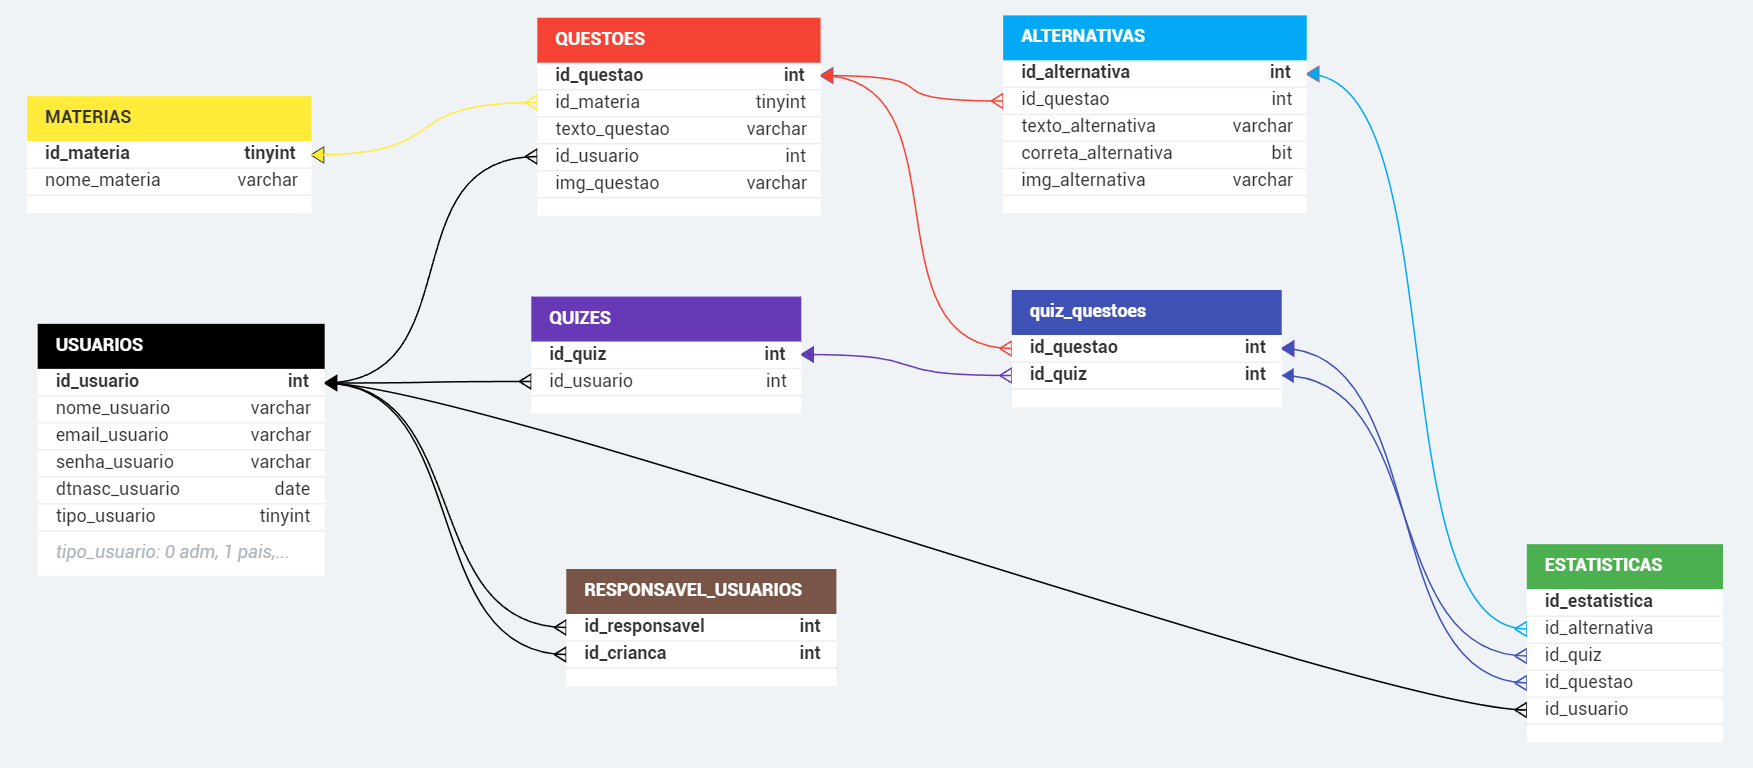 MATERIAS
id_materia tinyint
nome_materia varchar
QUESTOES
id_questao int
id_materia tinyint
texto_questao varchar
id_usuario int
img_questao varchar
ALTERNATIVAS
id_alternativa int
id_questao int
texto_alternativa varchar
correta_alternativa bit
img_alternativa varchar
USUARIOS
id_usuario int
nome_usuario varchar
email_usuario varchar
senha_usuario varchar
dtnasc_usuario date
tipo_usuario tinyint
tipo_usuario: 0 adm, 1 pais,...
QUIZES
id_quiz int
id_usuario int
quiz_questoes
id_questao int
id_quiz int
RESPONSAVEL_USUARIOS
id_responsavel int
id_crianca int
ESTATISTICAS
id_estatistica
id_alternativa
id_quiz
id_questao
id_usuario